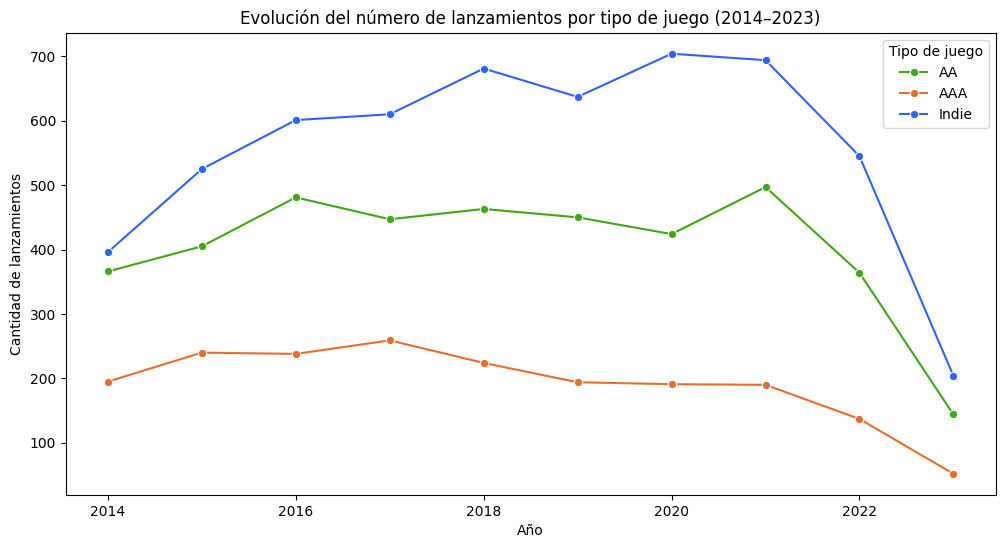 Evolución del número de lanzamientos por tipo de juego (2014–2023)
Tipo de juego
AA
AAA
Indie
Cantidad de lanzamientos
700
600
500
400
300
200
100
2014
2016
2018
2020
2022
Año